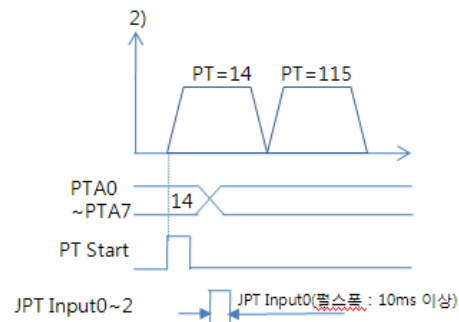 2)
PT=14 PT=115
PTA0
~PTA7
14
PT Start
JPT Input0~2
JPT Input0(펄스폭 : 10ms 이상)